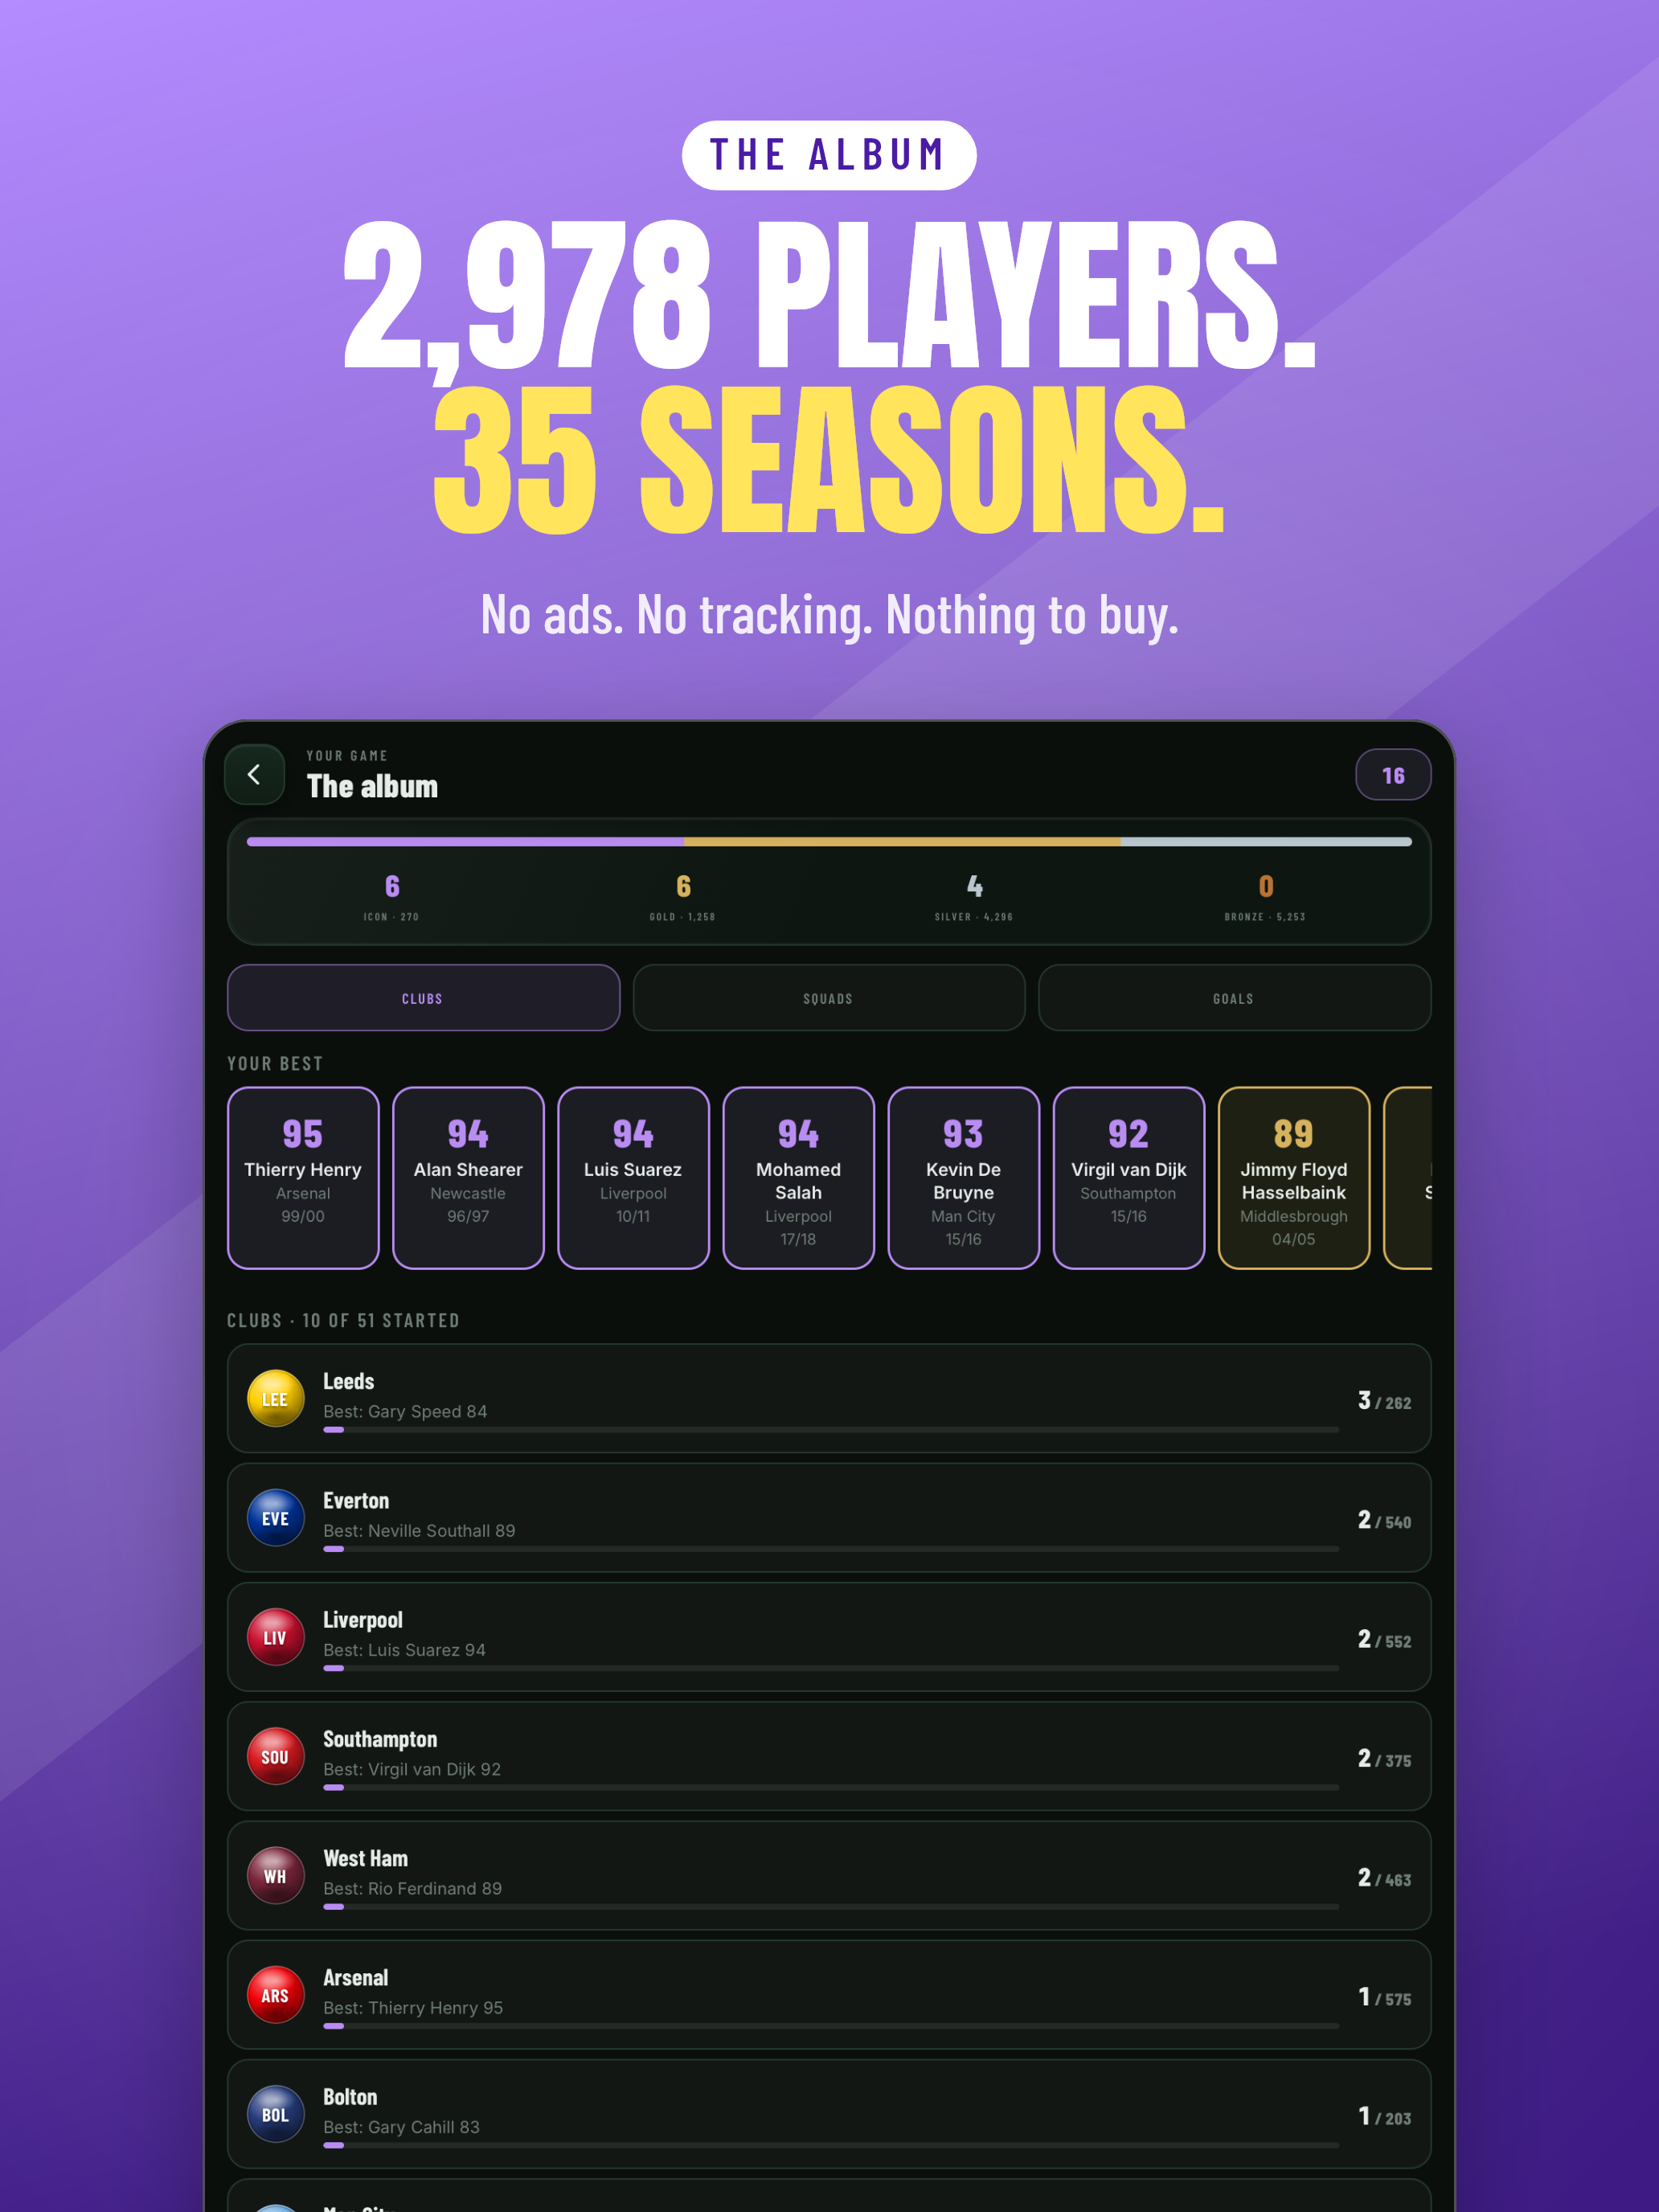 THE ALBUM
2,978 PLAYERS.
35 SEASONS.
No ads. No tracking. Nothing to buy.
YOUR GAME
The album
16
6
ICON · 270
6
GOLD · 1,258
4
SILVER · 4,296
0
BRONZE · 5,253
CLUBS
SQUADS
GOALS
YOUR BEST
95
Thierry Henry
Arsenal
99/00
94
Alan Shearer
Newcastle
96/97
94
Luis Suarez
Liverpool
10/11
94
Mohamed
Salah
Liverpool
17/18
93
Kevin De
Bruyne
Man City
15/16
92
Virgil van Dijk
Southampton
15/16
89
Jimmy Floyd
Hasselbaink
Middlesbrough
04/05
CLUBS · 10 OF 51 STARTED
LEE
Leeds
Best: Gary Speed 84
3 / 262
EVE
Everton
Best: Neville Southall 89
2 / 540
LIV
Liverpool
Best: Luis Suarez 94
2 / 552
SOU
Southampton
Best: Virgil van Dijk 92
2 / 375
WH
West Ham
Best: Rio Ferdinand 89
2 / 463
ARS
Arsenal
Best: Thierry Henry 95
1 / 575
BOL
Bolton
Best: Gary Cahill 83
1 / 203